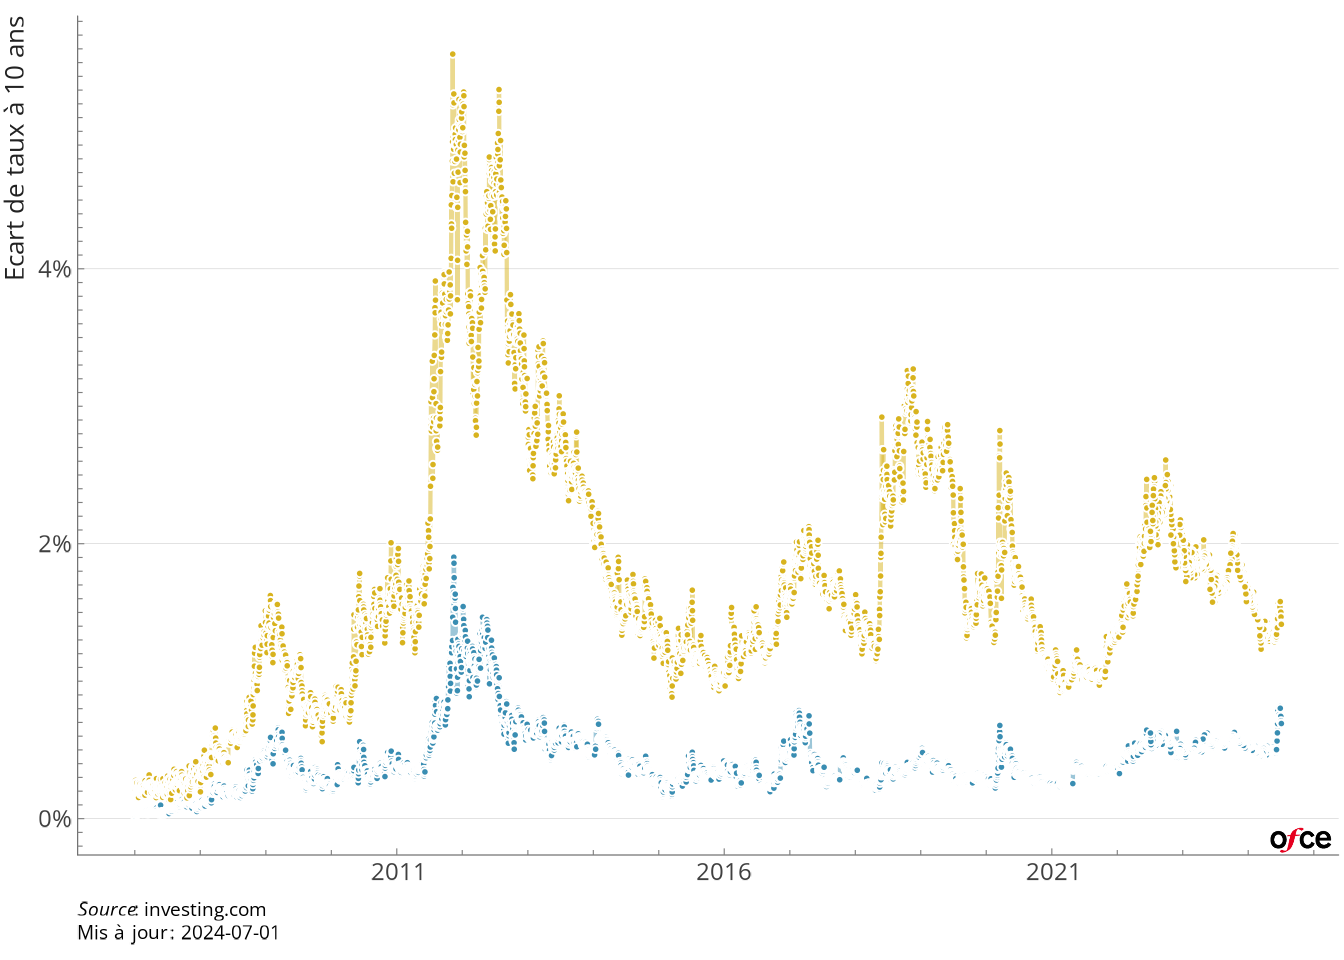 Ecart de taux à 10 ans
4%
2%
0%
2011
2016
2021
ofce
Source: investing.com
Mis à jour: 2024-07-01